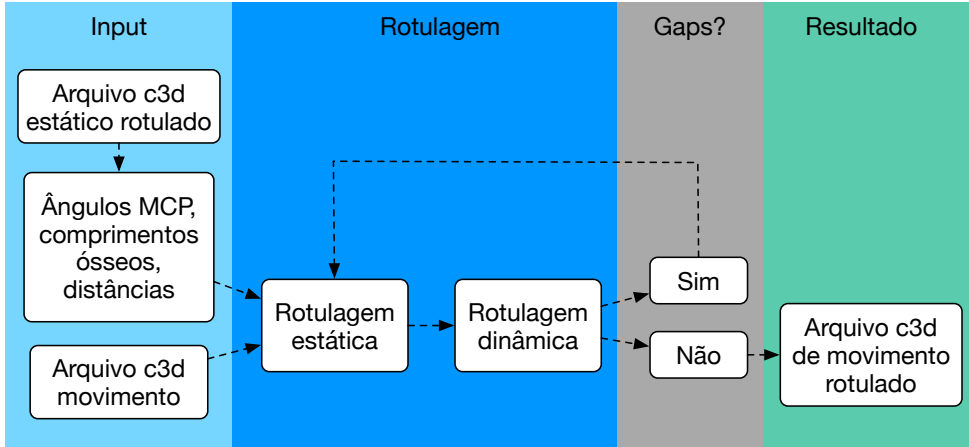 Input
Rotulagem
Gaps?
Resultado
Arquivo c3d
estático rotulado
Ângulos MCP,
comprimentos
ósseos,
distâncias
Arquivo c3d
movimento
Rotulagem
estática
Rotulagem
dinâmica
Sim
Não
Arquivo c3d
de movimento
rotulado